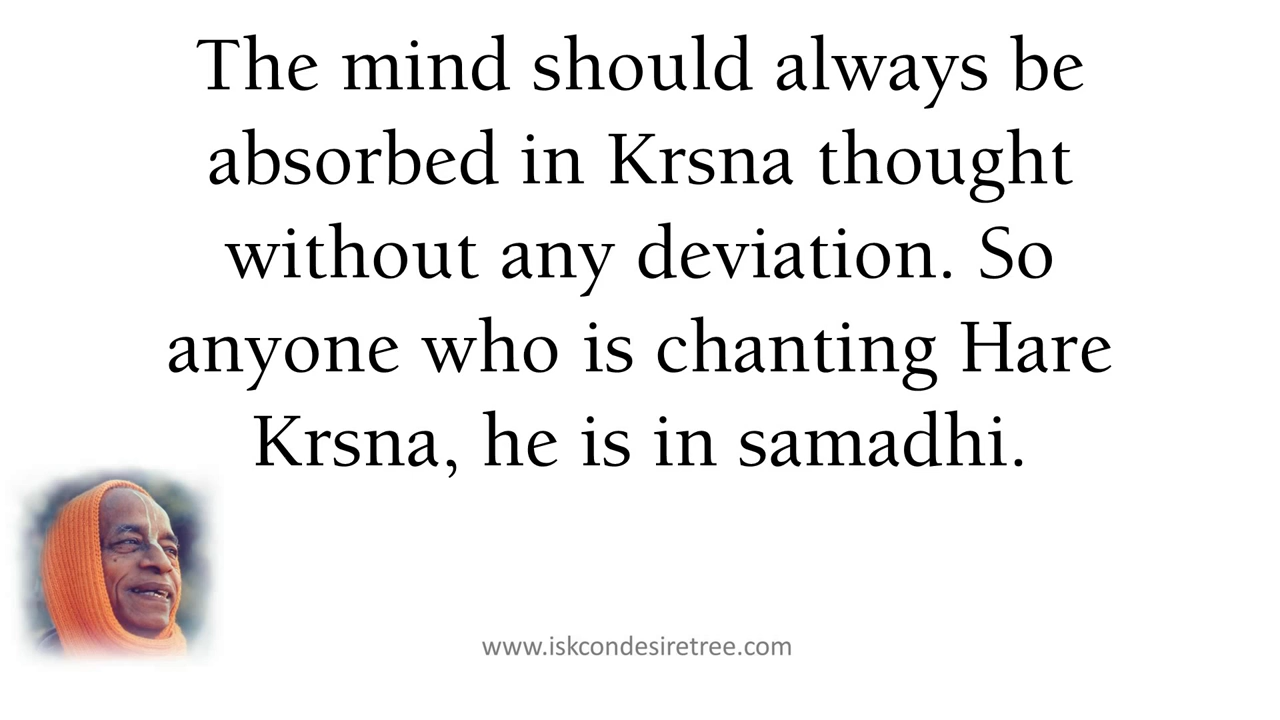 The mind should always be
absorbed in Krsna thought
without any deviation. So
anyone who is chanting Hare
Krsna, he is in samadhi.
www.iskcondesiretree.com